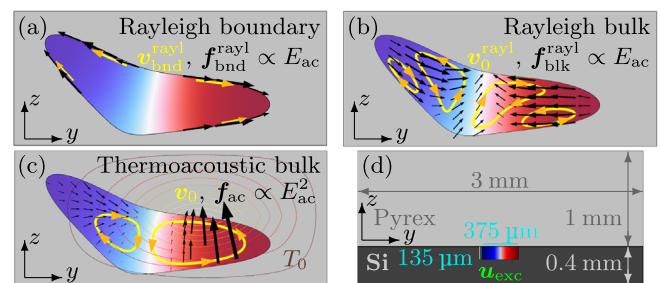 (a) Rayleigh boundary
v_bnd^rayl, f_bnd^rayl ∝ E_ac
z
y
(b) Rayleigh bulk
v_0^rayl, f_blk^rayl ∝ E_ac
z
y
(c) Thermoacoustic bulk
v_0, f_ac ∝ E_ac^2
z
y
T_0
(d)
3 mm
z
Pyrex
1 mm
y
375 µm
Si
135 µm
0.4 mm
u_exc